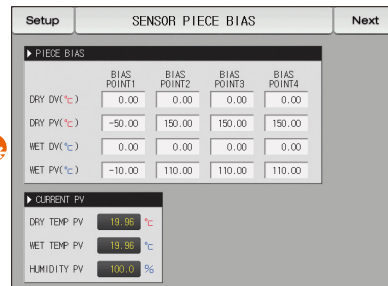 Setup SENSOR PIECE BIAS Next
▶ PIECE BIAS
BIAS POINT1 BIAS POINT2 BIAS POINT3 BIAS POINT4
DRY DV(℃) 0.00 0.00 0.00 0.00
DRY PV(℃) -50.00 150.00 150.00 150.00
WET DV(℃) 0.00 0.00 0.00 0.00
WET PV(℃) -10.00 110.00 110.00 110.00
▶ CURRENT PV
DRY TEMP PV 19.96 ℃
WET TEMP PV 19.96 ℃
HUMIDITY PV 100.0 %